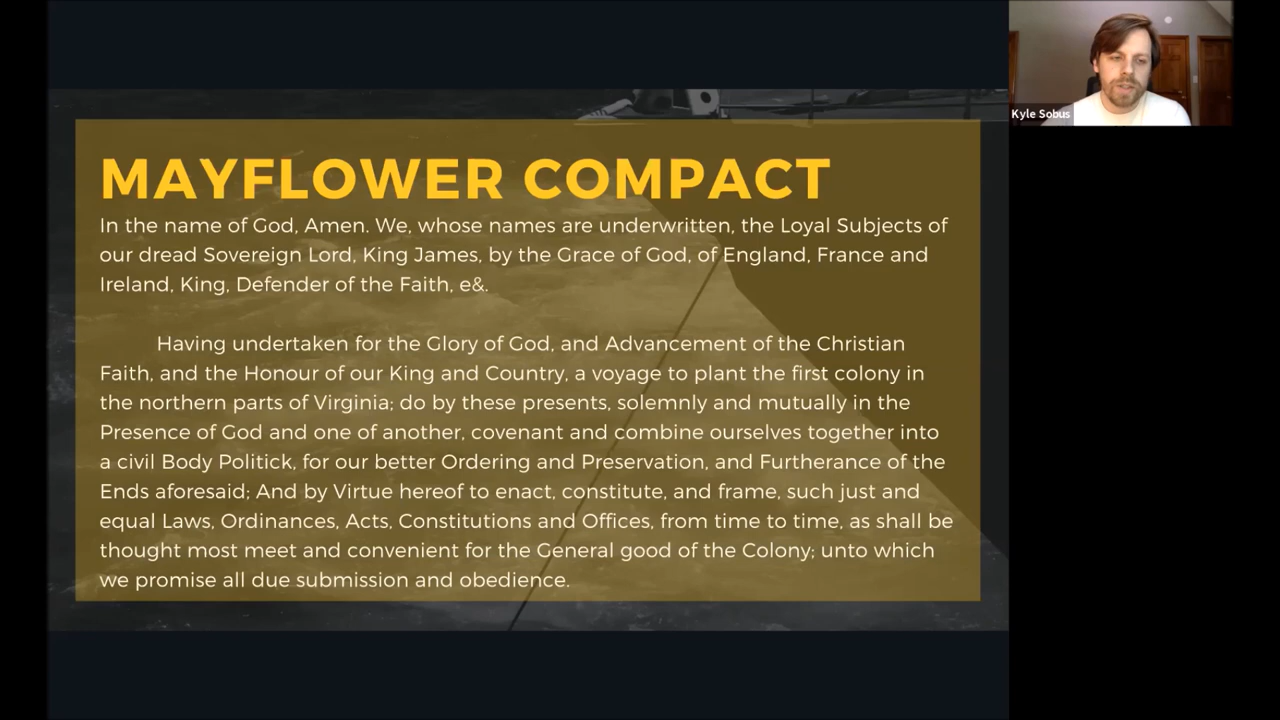 MAYFLOWER COMPACT
In the name of God, Amen. We, whose names are underwritten, the Loyal Subjects of
our dread Sovereign Lord, King James, by the Grace of God, of England, France and
Ireland, King, Defender of the Faith, e&.
Having undertaken for the Glory of God, and Advancement of the Christian
Faith, and the Honour of our King and Country, a voyage to plant the first colony in
the northern parts of Virginia; do by these presents, solemnly and mutually in the
Presence of God and one of another, covenant and combine ourselves together into
a civil Body Politick, for our better Ordering and Preservation, and Furtherance of the
Ends aforesaid; And by Virtue hereof to enact, constitute, and frame, such just and
equal Laws, Ordinances, Acts, Constitutions and Offices, from time to time, as shall be
thought most meet and convenient for the General good of the Colony; unto which
we promise all due submission and obedience.
Kyle Sobus